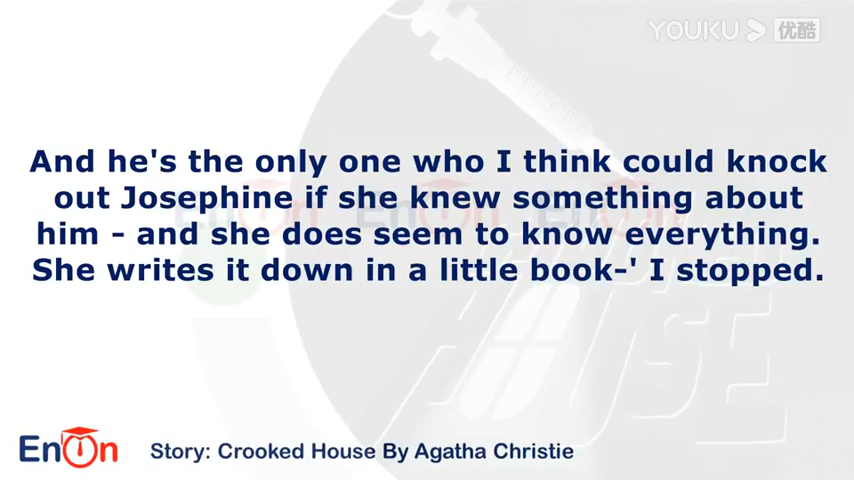 YOUKU 优酷
And he's the only one who I think could knock
out Josephine if she knew something about
him - and she does seem to know everything.
She writes it down in a little book-' I stopped.
HOUSE
EnOn
Story: Crooked House By Agatha Christie